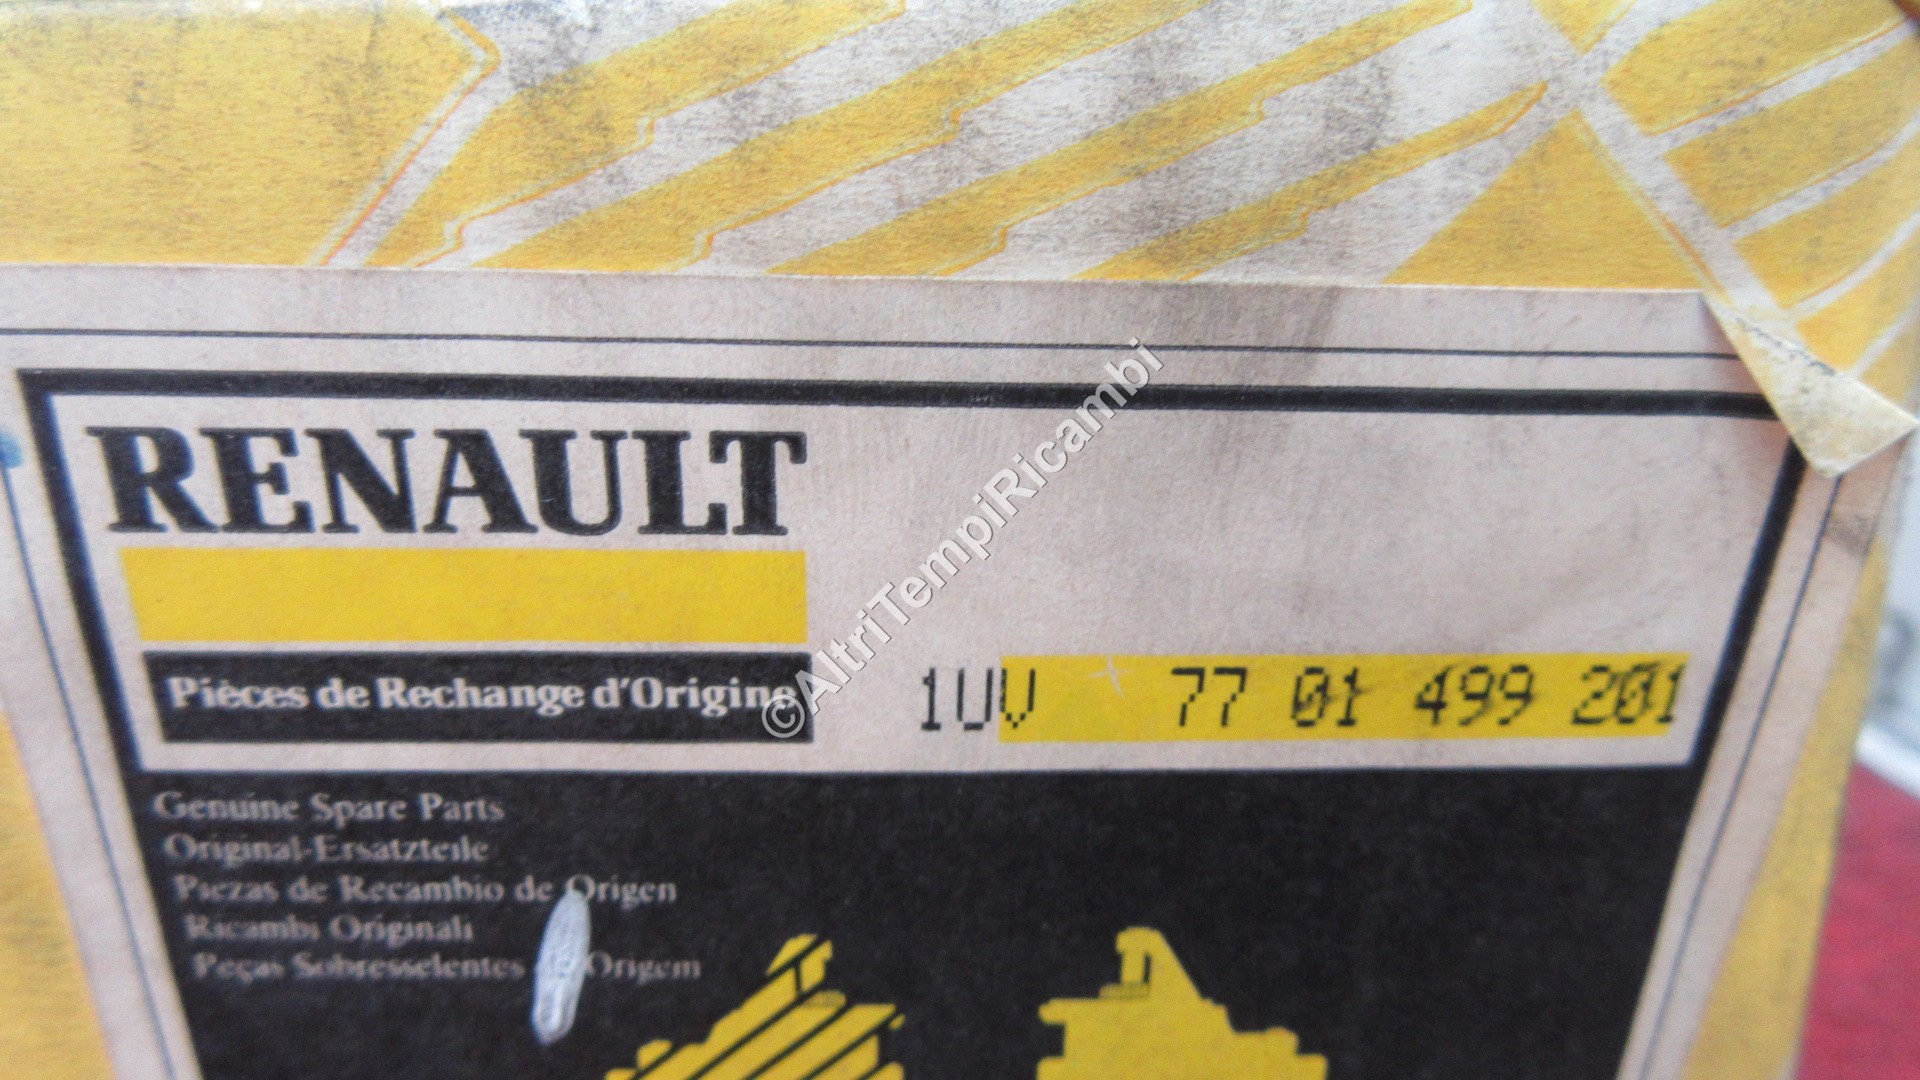 RENAULT
Pièces de Rechange d'Origine
1UV 77 01 499 201
Genuine Spare Parts
Original-Ersatzteile
Piezas de Recambio de Origen
Ricambi Originali
Peças Sobresselentes Origem
©AltriTempiRicambi